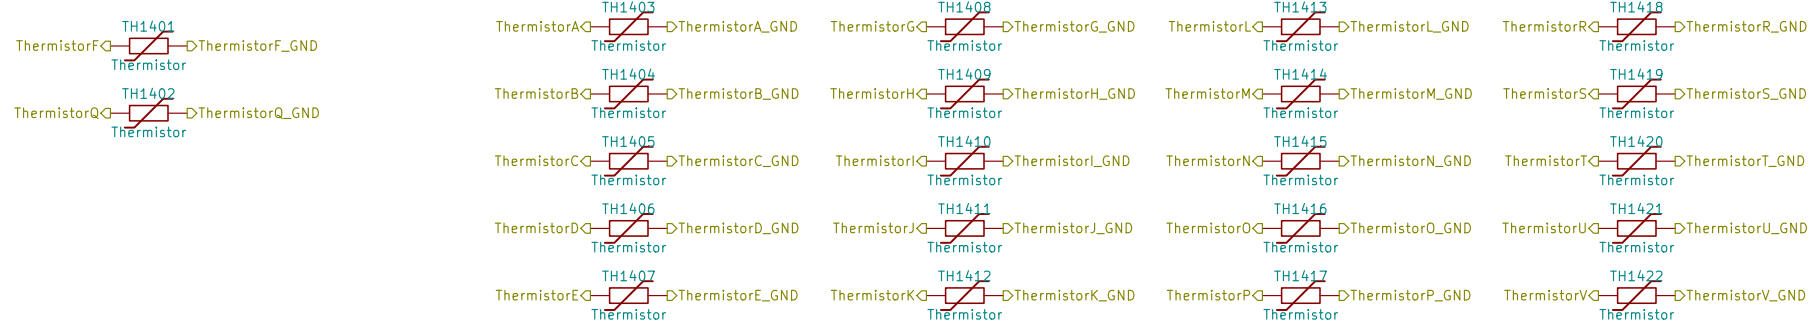 TH1401
ThermistorF ThermistorF_GND
Thermistor
TH1402
ThermistorQ ThermistorQ_GND
Thermistor
TH1403
ThermistorA ThermistorA_GND
Thermistor
TH1404
ThermistorB ThermistorB_GND
Thermistor
TH1405
ThermistorC ThermistorC_GND
Thermistor
TH1406
ThermistorD ThermistorD_GND
Thermistor
TH1407
ThermistorE ThermistorE_GND
Thermistor
TH1408
ThermistorG ThermistorG_GND
Thermistor
TH1409
ThermistorH ThermistorH_GND
Thermistor
TH1410
ThermistorI ThermistorI_GND
Thermistor
TH1411
ThermistorJ ThermistorJ_GND
Thermistor
TH1412
ThermistorK ThermistorK_GND
Thermistor
TH1413
ThermistorL ThermistorL_GND
Thermistor
TH1414
ThermistorM ThermistorM_GND
Thermistor
TH1415
ThermistorN ThermistorN_GND
Thermistor
TH1416
ThermistorO ThermistorO_GND
Thermistor
TH1417
ThermistorP ThermistorP_GND
Thermistor
TH1418
ThermistorR ThermistorR_GND
Thermistor
TH1419
ThermistorS ThermistorS_GND
Thermistor
TH1420
ThermistorT ThermistorT_GND
Thermistor
TH1421
ThermistorU ThermistorU_GND
Thermistor
TH1422
ThermistorV ThermistorV_GND
Thermistor